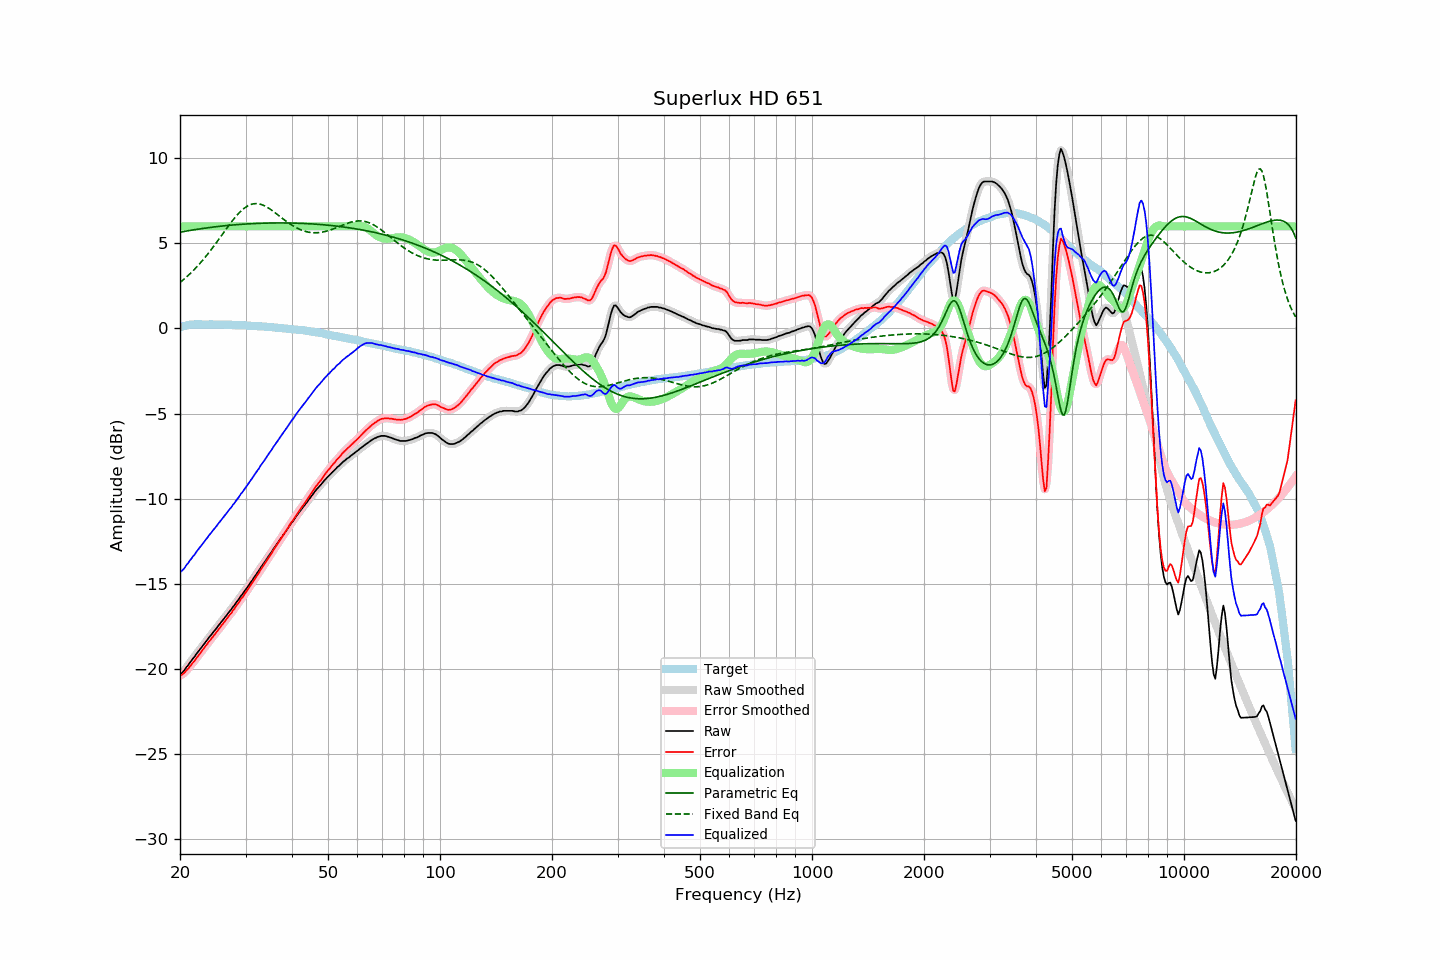 Superlux HD 651
Amplitude (dBr)
10
5
0
−5
−10
−15
−20
−25
−30
Target
Raw Smoothed
Error Smoothed
Raw
Error
Equalization
Parametric Eq
Fixed Band Eq
Equalized
20 50 100 200 500 1000 2000 5000 10000 20000
Frequency (Hz)